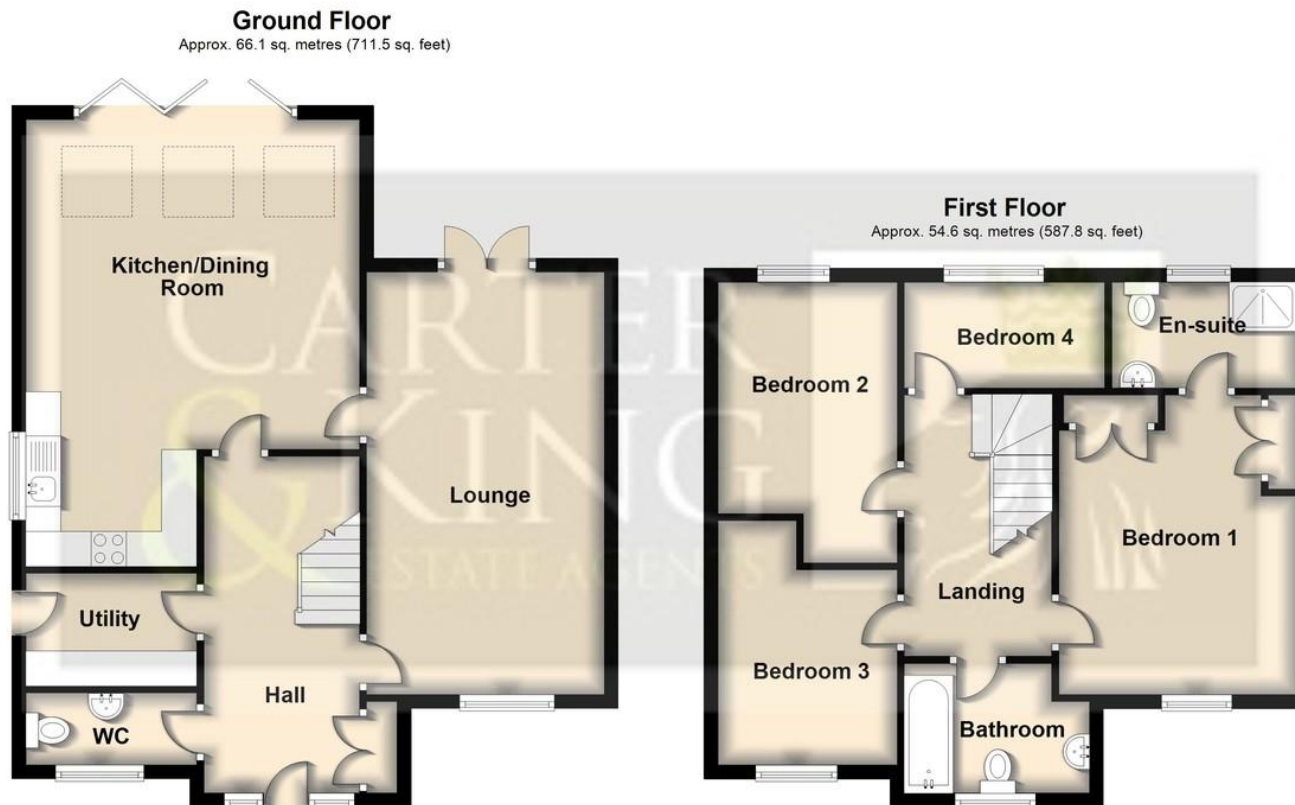 Ground Floor
Approx. 66.1 sq. metres (711.5 sq. feet)
Kitchen/Dining
Room
Lounge
Utility
Hall
WC
First Floor
Approx. 54.6 sq. metres (587.8 sq. feet)
Bedroom 4
En-suite
Bedroom 2
Bedroom 1
Landing
Bedroom 3
Bathroom
CARTER
& KING
ESTATE AGENTS